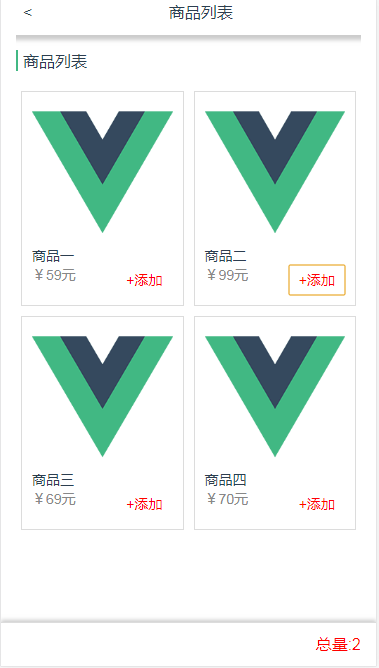 < 商品列表
商品列表
商品一
￥59元
+添加
商品二
￥99元
+添加
商品三
￥69元
+添加
商品四
￥70元
+添加
总量:2